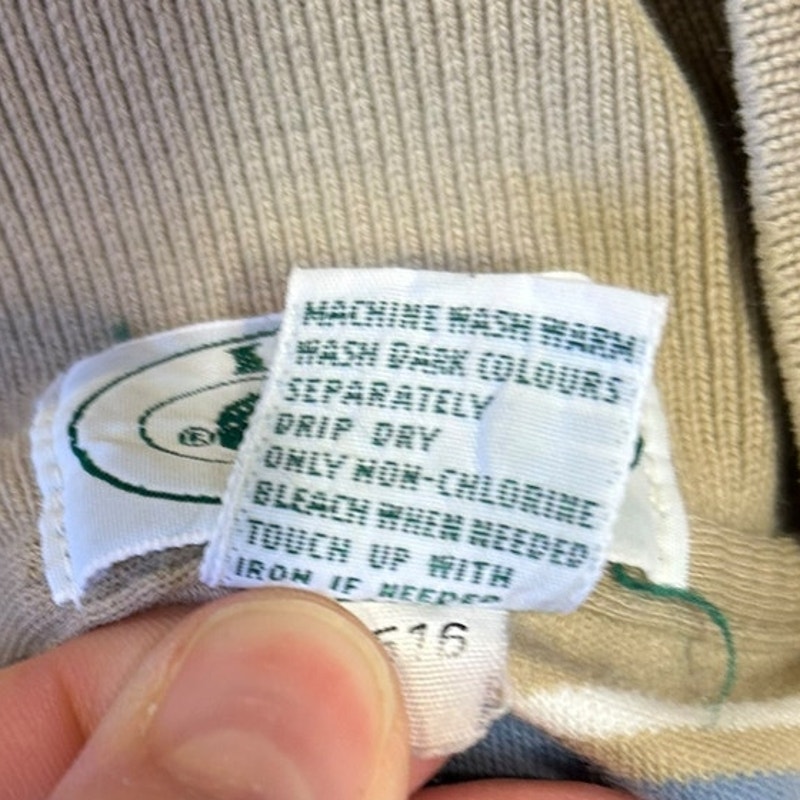 MACHINE WASH WARM
WASH DARK COLOURS
SEPARATELY
DRIP DRY
ONLY NON-CHLORINE
BLEACH WHEN NEEDED
TOUCH UP WITH
IRON IF NEEDED
®
16